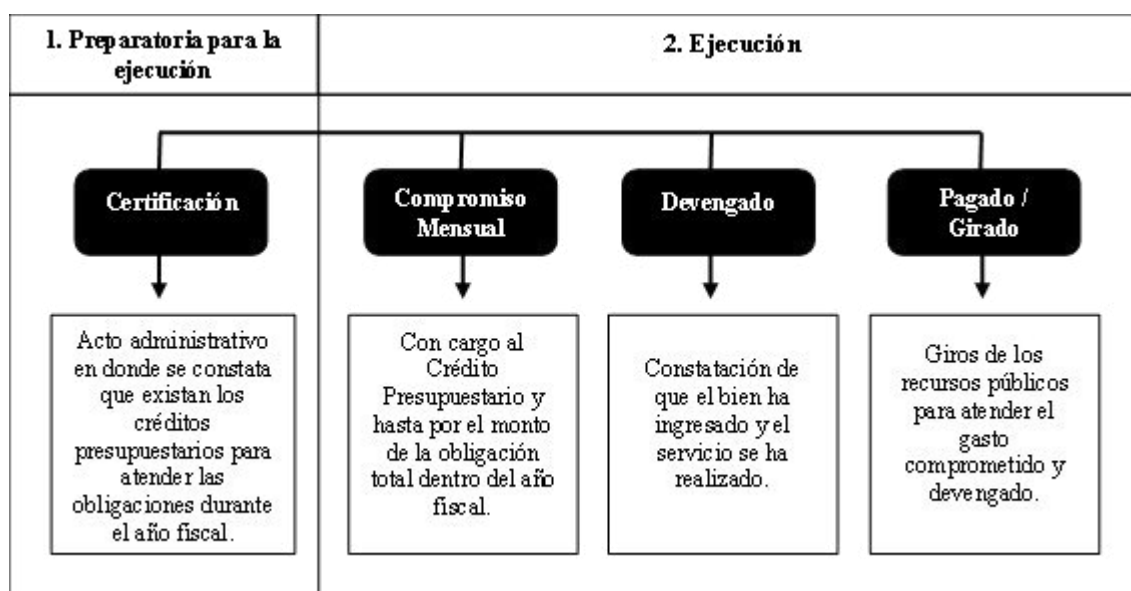 1. Preparatoria para la
ejecución
2. Ejecución
Certificación
Compromiso
Mensual
Devengado
Pagado /
Girado
Acto administrativo
en donde se constata
que existan los
créditos
presupuestarios para
atender las
obligaciones durante
el año fiscal.
Con cargo al
Crédito
Presupuestario y
hasta por el monto
de la obligación
total dentro del año
fiscal.
Constatación de
que el bien ha
ingresado y el
servicio se ha
realizado.
Giros de los
recursos públicos
para atender el
gasto
comprometido y
devengado.